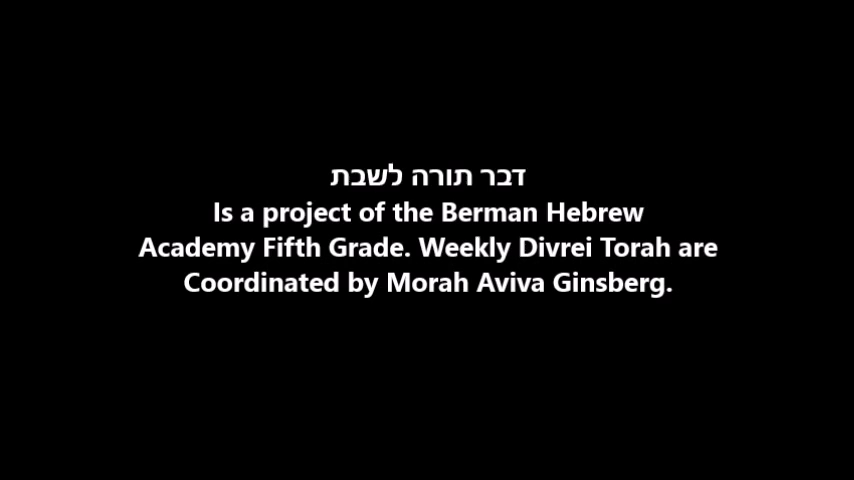 דבר תורה לשבת
Is a project of the Berman Hebrew
Academy Fifth Grade. Weekly Divrei Torah are
Coordinated by Morah Aviva Ginsberg.